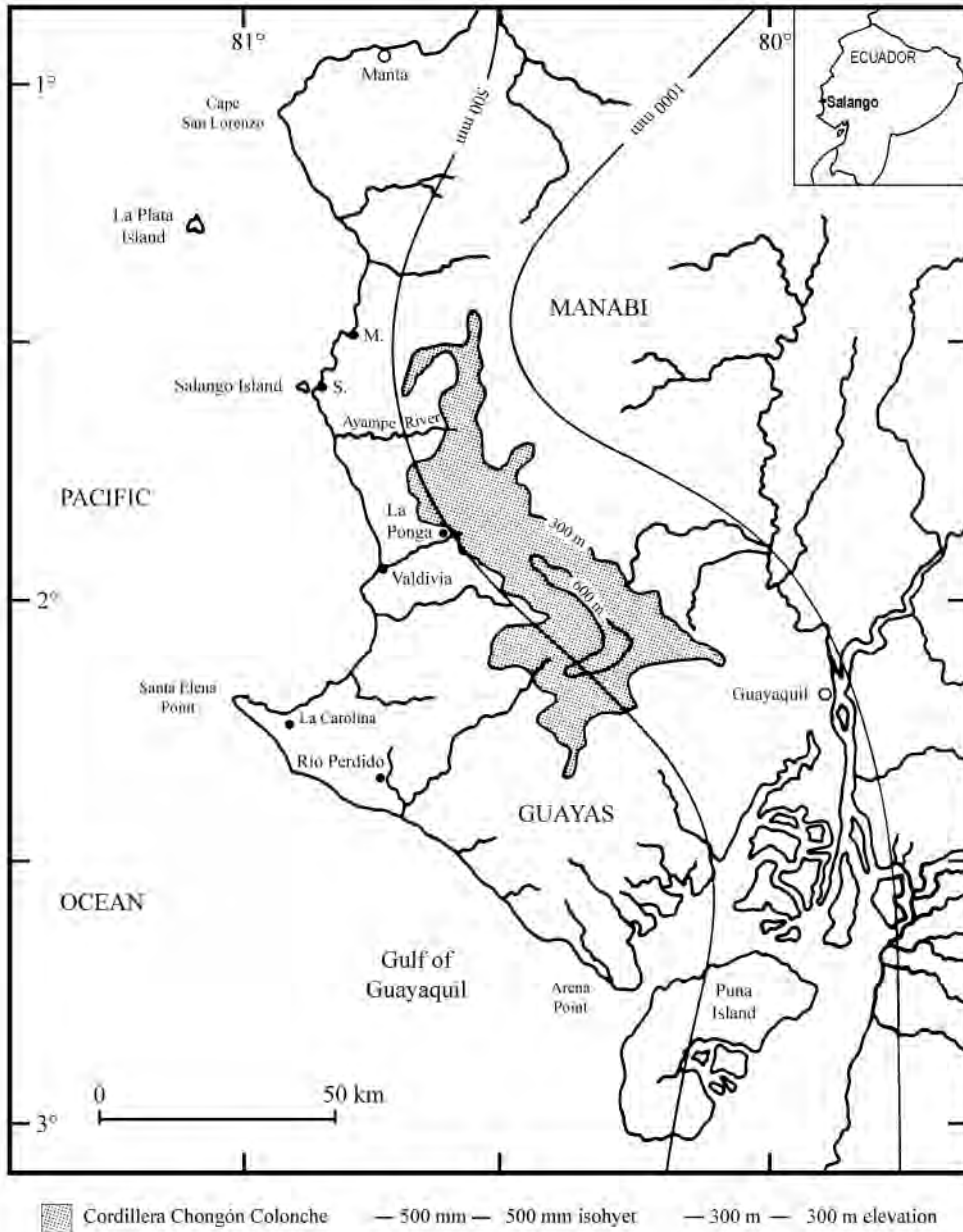 81°
80°
ECUADOR
Salango
1°
Manta
500 mm
1000 mm
Cape
San Lorenzo
La Plata
Island
MANABI
M.
Salango Island
S.
Ayampe River
PACIFIC
La
Ponga
300 m
Valdivia
600 m
2°
Santa Elena
Point
Guayaquil
La Carolina
Río Perdido
GUAYAS
OCEAN
Gulf of
Guayaquil
Arena
Point
Puna
Island
0 50 km
3°
Cordillera Chongón Colonche — 500 mm — 500 mm isohyet — 300 m — 300 m elevation